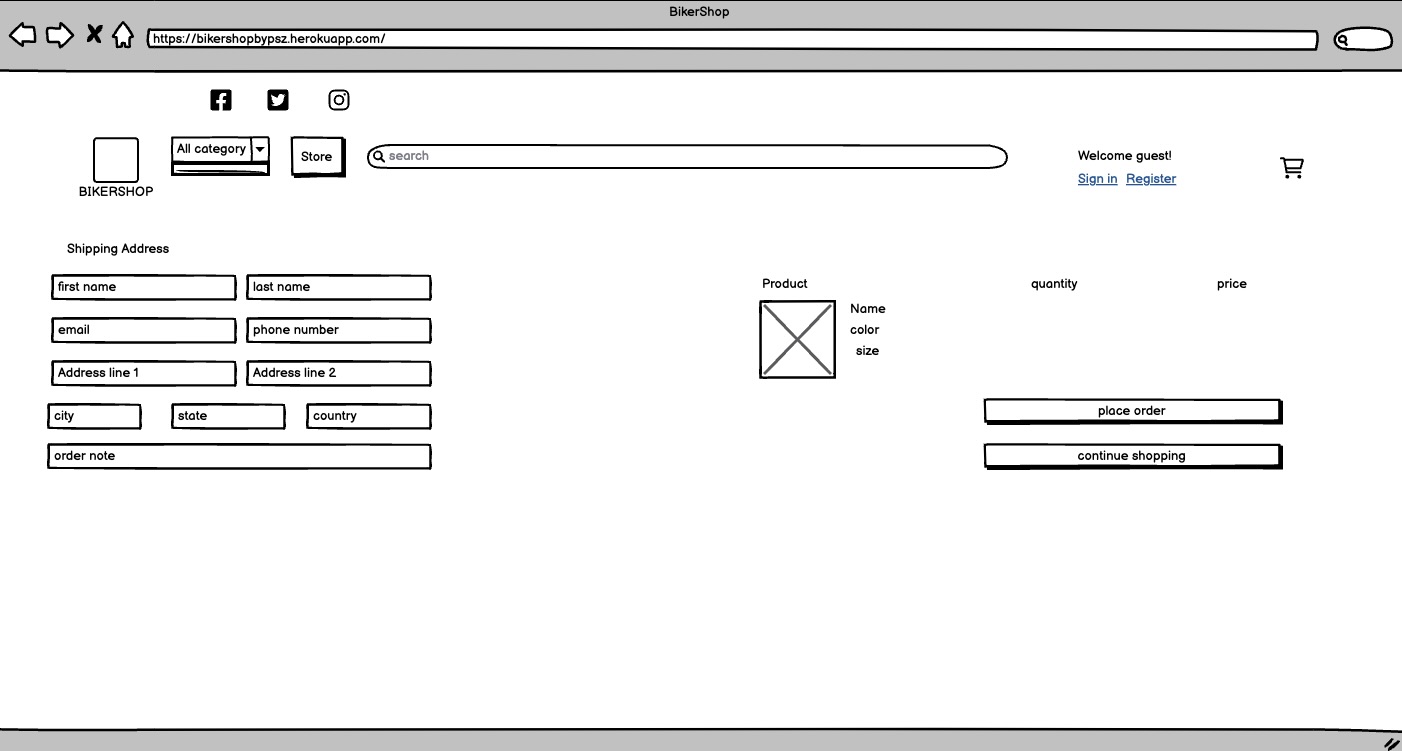 BikerShop
https://bikershopbypsz.herokuapp.com/
All category
Store
search
Welcome guest!
Sign in Register
BIKERSHOP
Shipping Address
first name last name
email phone number
Address line 1 Address line 2
city state country
order note
Product quantity price
Name
color
size
place order
continue shopping